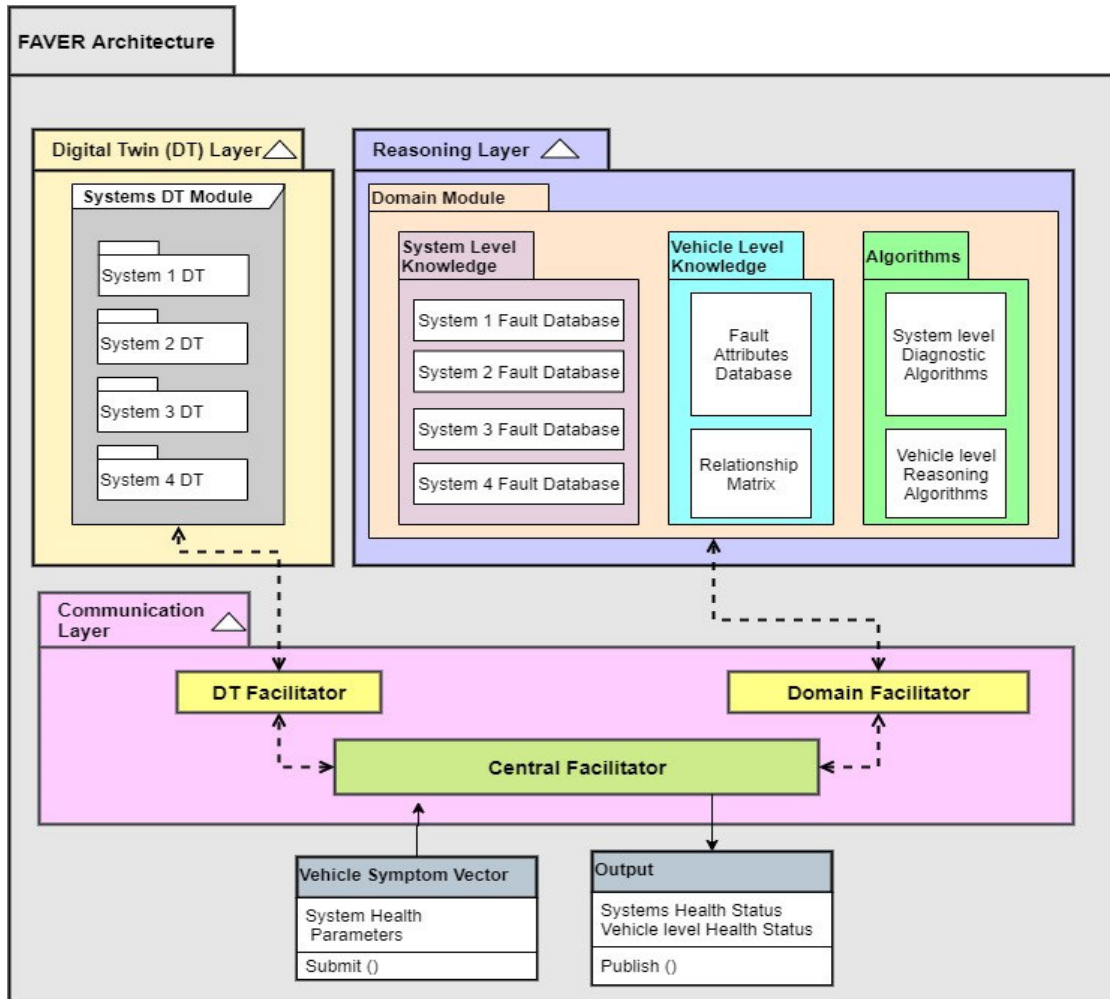 FAVER Architecture
Digital Twin (DT) Layer
Systems DT Module
System 1 DT
System 2 DT
System 3 DT
System 4 DT
Reasoning Layer
Domain Module
System Level
Knowledge
System 1 Fault Database
System 2 Fault Database
System 3 Fault Database
System 4 Fault Database
Vehicle Level
Knowledge
Fault
Attributes
Database
Relationship
Matrix
Algorithms
System level
Diagnostic
Algorithms
Vehicle level
Reasoning
Algorithms
Communication
Layer
DT Facilitator
Domain Facilitator
Central Facilitator
Vehicle Symptom Vector
System Health
Parameters
Submit ()
Output
Systems Health Status
Vehicle level Health Status
Publish ()